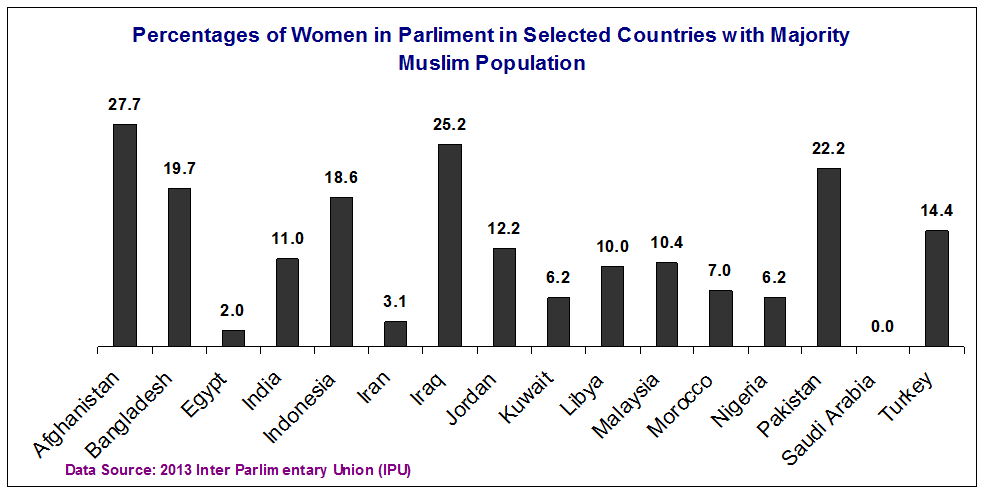 Percentages of Women in Parliment in Selected Countries with Majority
Muslim Population
27.7
19.7
2.0
11.0
18.6
3.1
25.2
12.2
6.2
10.0
10.4
7.0
6.2
22.2
0.0
14.4
Afghanistan
Bangladesh
Egypt
India
Indonesia
Iran
Iraq
Jordan
Kuwait
Libya
Malaysia
Morocco
Nigeria
Pakistan
Saudi Arabia
Turkey
Data Source: 2013 Inter Parlimentary Union (IPU)